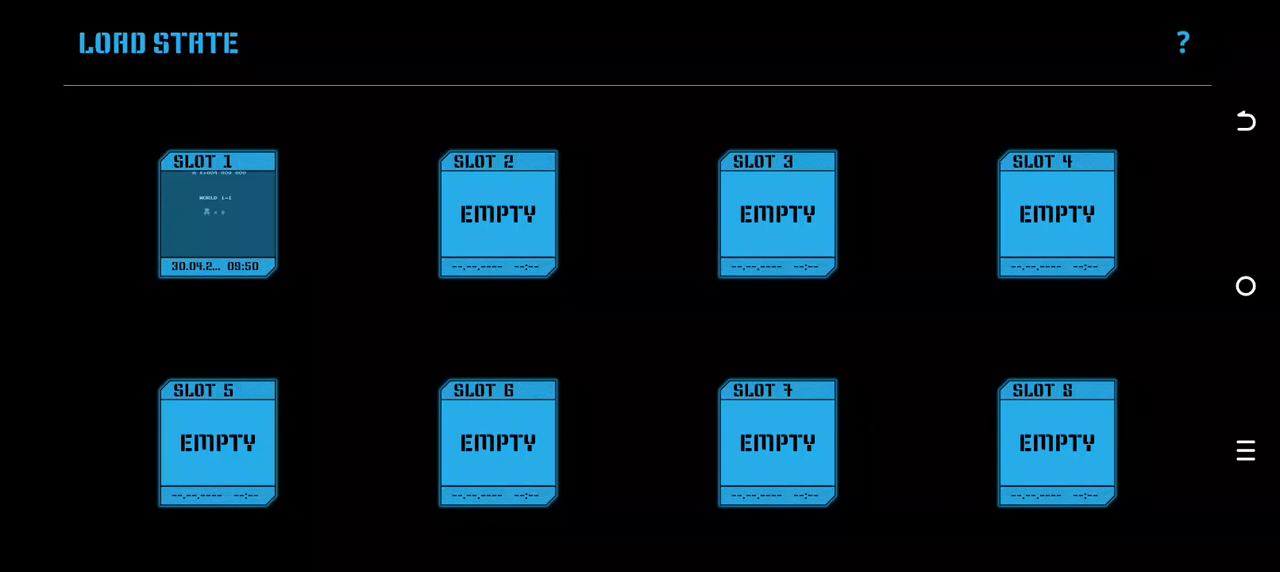 LOAD STATE
?
SLOT 1
WORLD 1-1
30.04.2... 09:50
SLOT 2
EMPTY
--.--.---- --:--
SLOT 3
EMPTY
--.--.---- --:--
SLOT 4
EMPTY
--.--.---- --:--
SLOT 5
EMPTY
--.--.---- --:--
SLOT 6
EMPTY
--.--.---- --:--
SLOT 7
EMPTY
--.--.---- --:--
SLOT 8
EMPTY
--.--.---- --:--